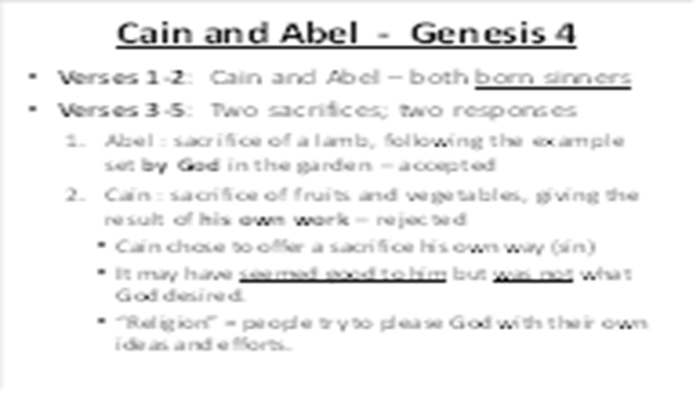 Cain and Abel - Genesis 4
• Verses 1-2: Cain and Abel – both born sinners
• Verses 3-5: Two sacrifices; two responses
1. Abel : sacrifice of a lamb, following the example
set by God in the garden – accepted
2. Cain : sacrifice of fruits and vegetables, giving the
result of his own work – rejected
• Cain chose to offer a sacrifice his own way (sin)
• It may have seemed good to him but was not what
God desired.
• "Religion" – people try to please God with their own
ideas and efforts.